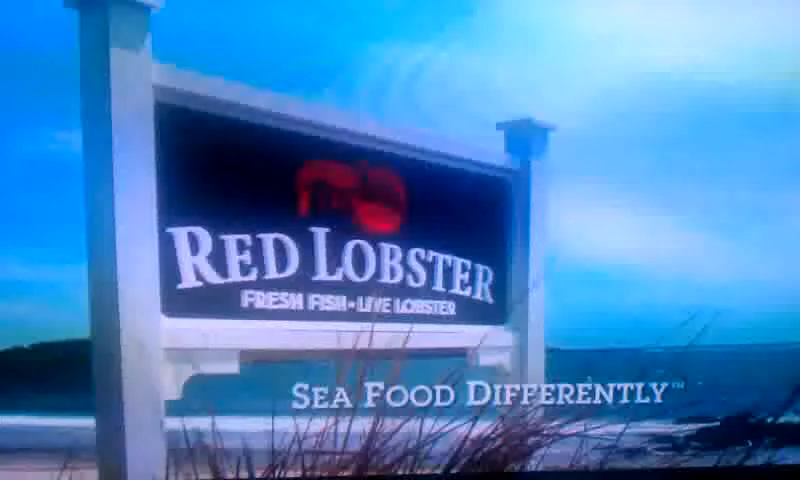 RED LOBSTER
FRESH FISH-LIVE LOBSTER
SEA FOOD DIFFERENTLY™